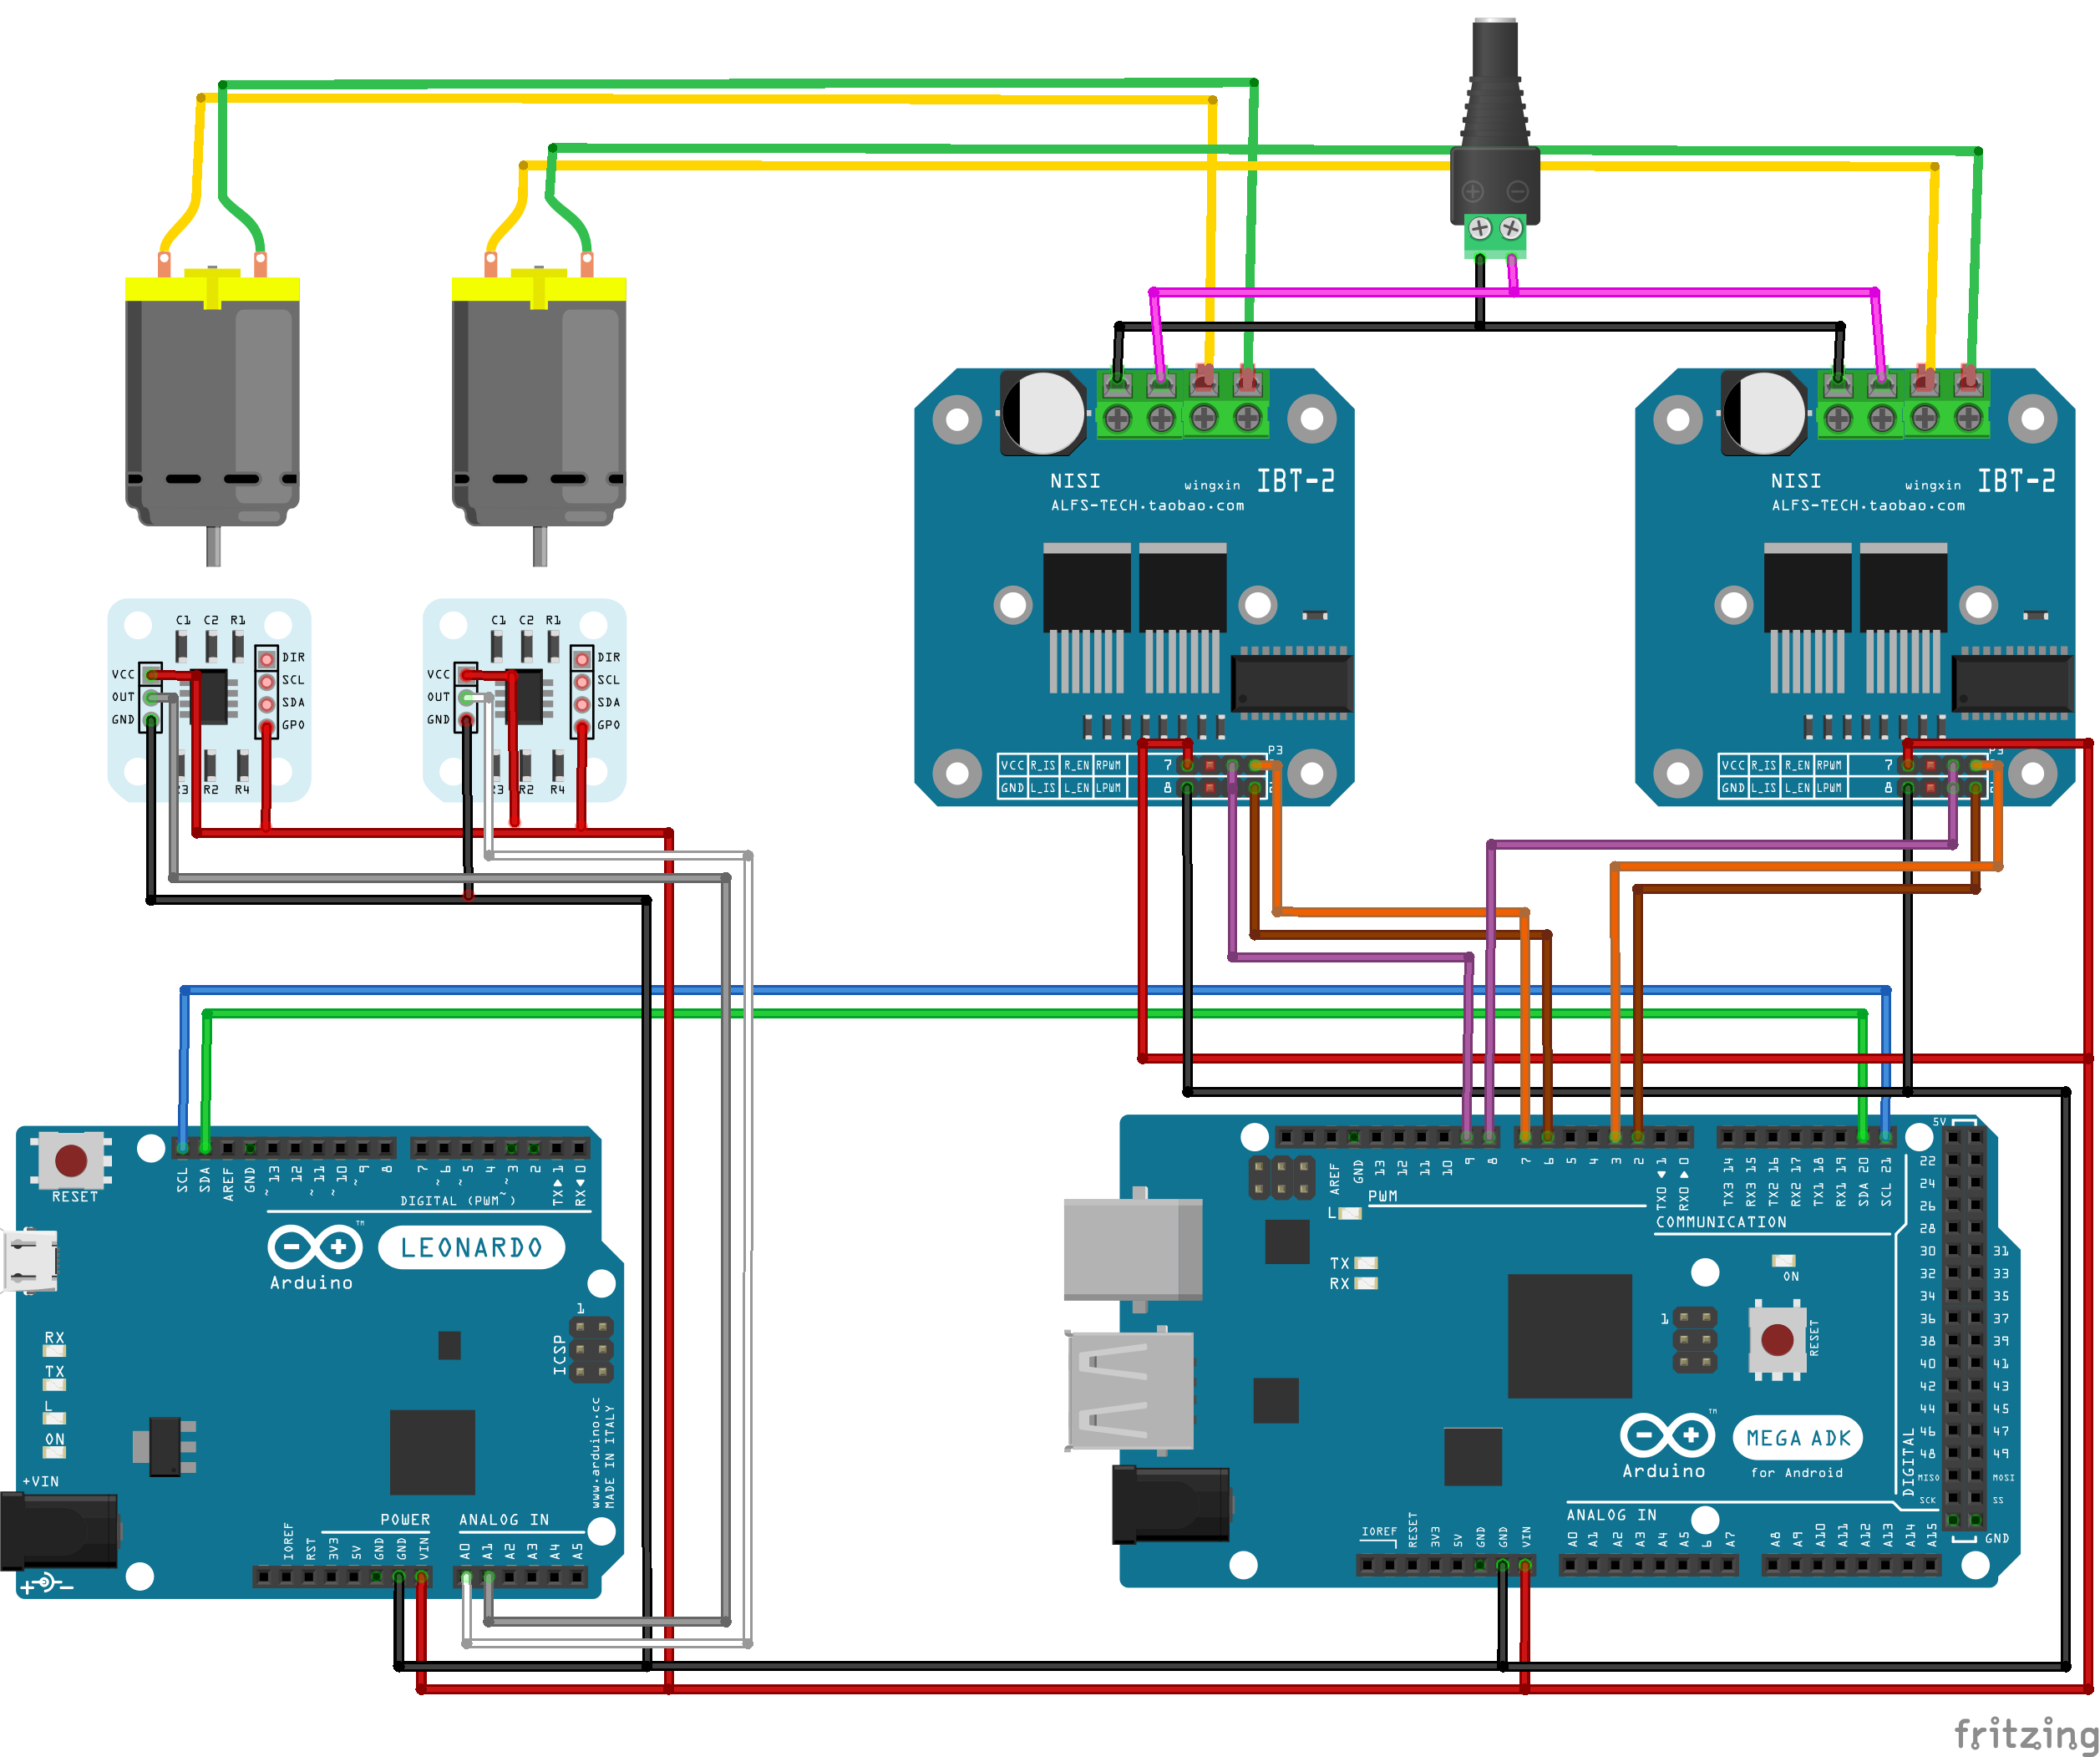 NISI wingxin IBT-2
ALFS-TECH.taobao.com
NISI wingxin IBT-2
ALFS-TECH.taobao.com
C1 C2 R1
DIR
VCC
SCL
OUT
SDA
GND
GPO
R3 R2 R4
C1 C2 R1
DIR
VCC
SCL
OUT
SDA
GND
GPO
R3 R2 R4
P3
VCC R_IS R_EN RPWM 7
GND L_IS L_EN LPWM 8
P3
VCC R_IS R_EN RPWM 7
GND L_IS L_EN LPWM 8
RESET
SCL SDA AREF GND ~13 12 ~11 ~10 ~9 8 7 ~6 ~5 4 ~3 2 TX▶1 RX◀0
DIGITAL (PWM~)
LEONARDO
TM
Arduino
1
ICSP
RX
TX
L
ON
+VIN
www.arduino.cc
MADE IN ITALY
POWER ANALOG IN
IOREF RST 3V3 5V GND GND VIN A0 A1 A2 A3 A4 A5
+ -
AREF GND 13 12 11 10 9 8 7 6 5 4 3 2 TX0▶1 RX0◀0 TX3 14 RX3 15 TX2 16 RX2 17 TX1 18 RX1 19 SDA 20 SCL 21
PWM
L
COMMUNICATION
TX
RX
ON
1
RESET
5V
22
24
26
28
30 31
32 33
34 35
36 37
38 39
40 41
42 43
44 45
46 47
48 49
MISO MOSI
SCK SS
GND
DIGITAL
TM
MEGA ADK
Arduino
for Android
ANALOG IN
IOREF RESET 3V3 5V GND GND VIN A0 A1 A2 A3 A4 A5 6 A7 A8 A9 A10 A11 A12 A13 A14 A15
fritzing